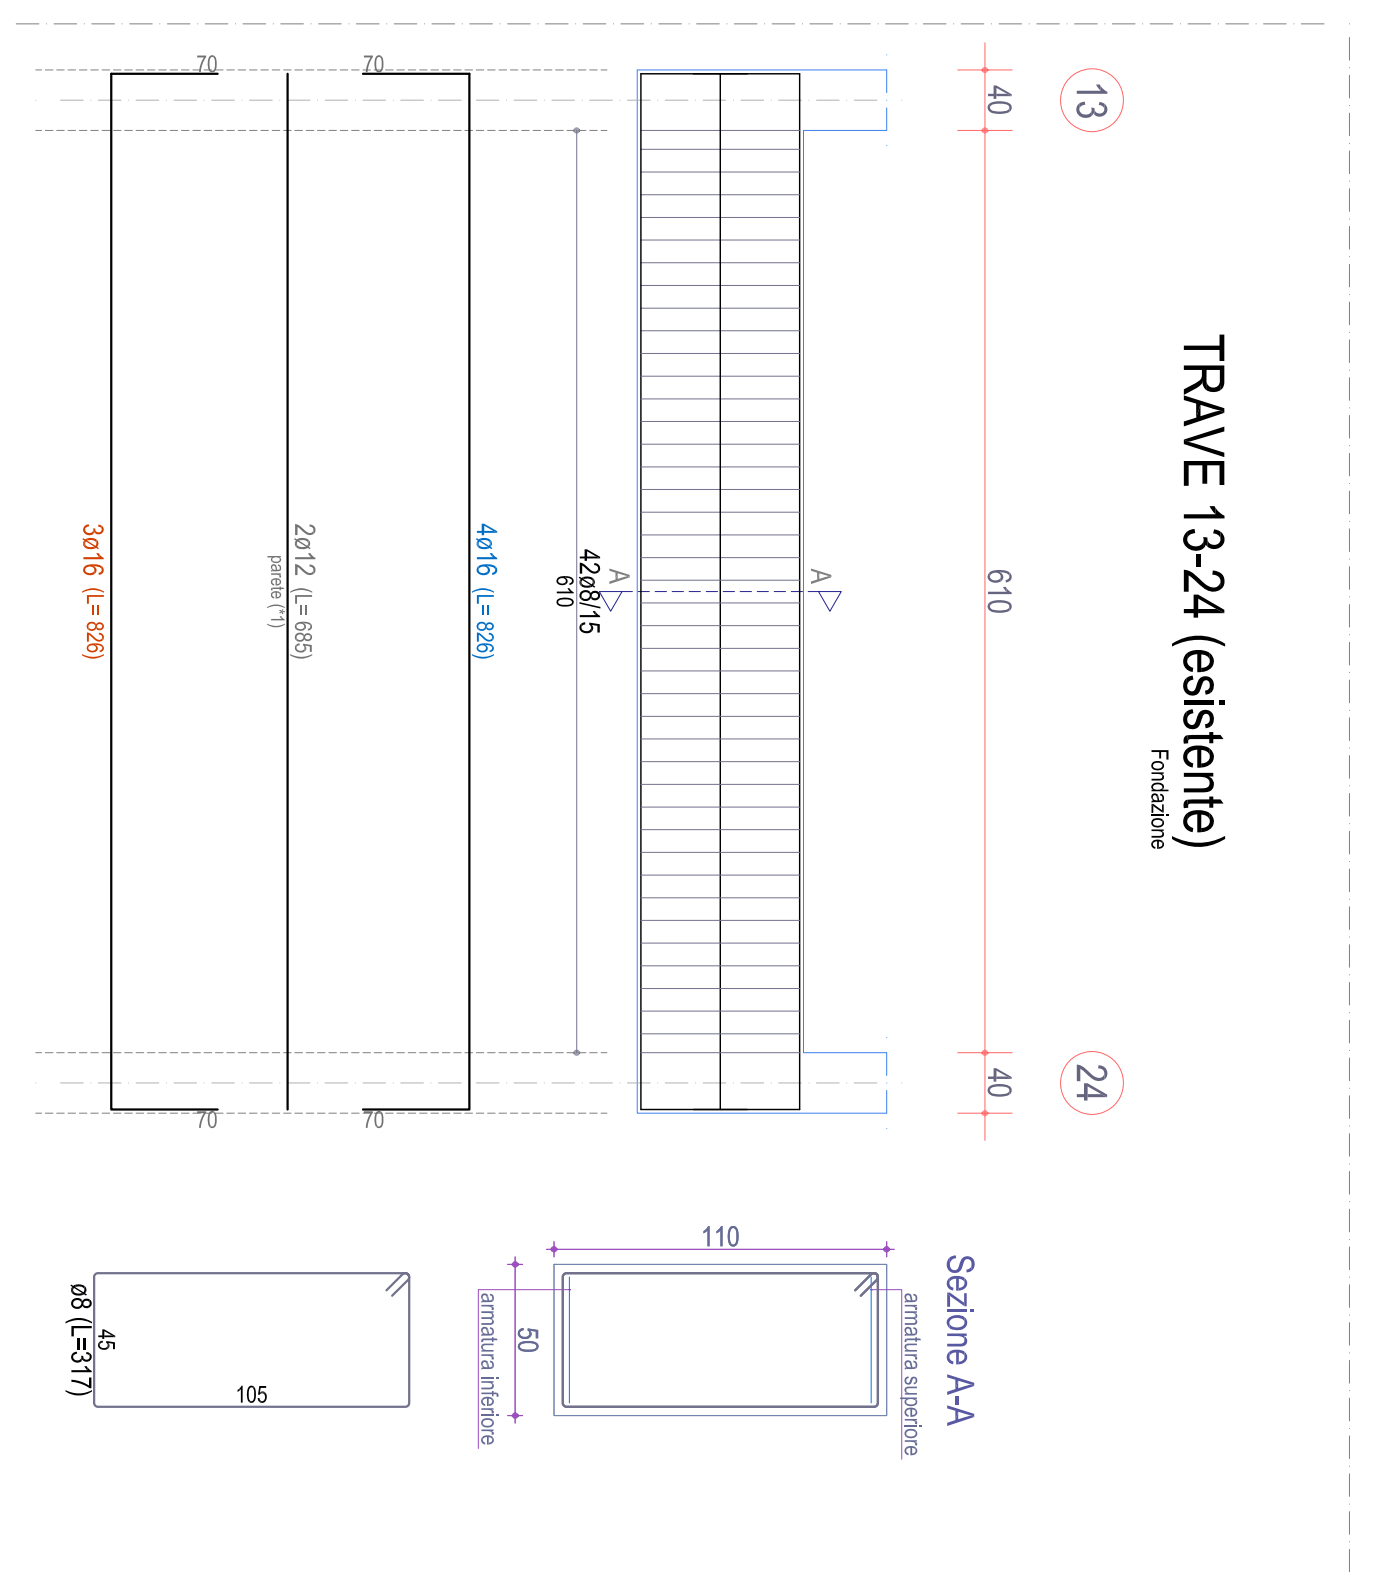 TRAVE 13-24 (esistente)
Fondazione
13
24
40
610
40
A
A
42ø8/15
610
4ø16 (L= 826)
70
70
2ø12 (L= 685)
parete (*1)
70
70
3ø16 (L= 826)
Sezione A-A
armatura superiore
110
50
armatura inferiore
105
45
ø8 (L=317)